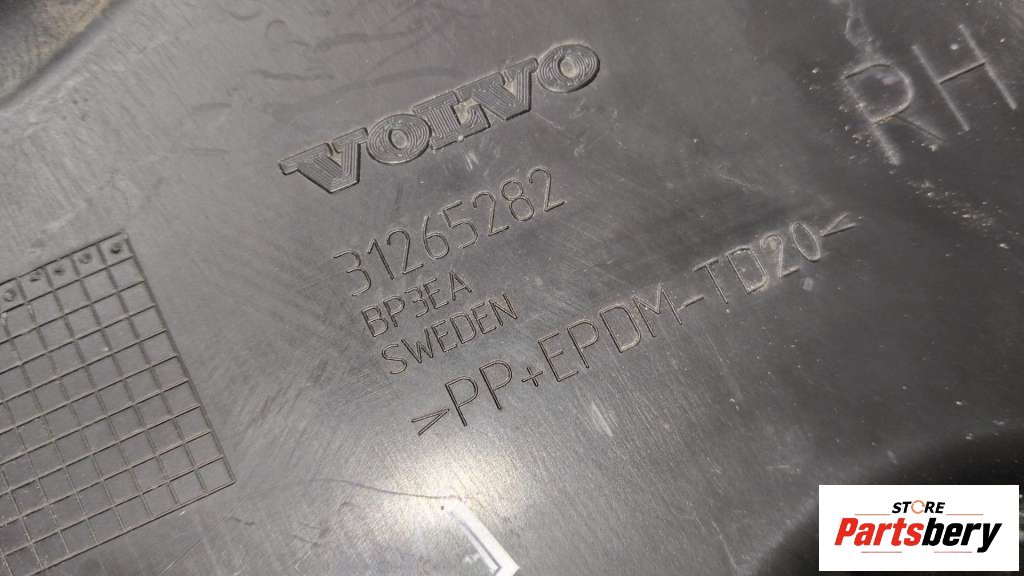 VOLVO
RH
31265282
BP3EA
SWEDEN
>PP+EPDM-TD20<
STORE
Partsbery